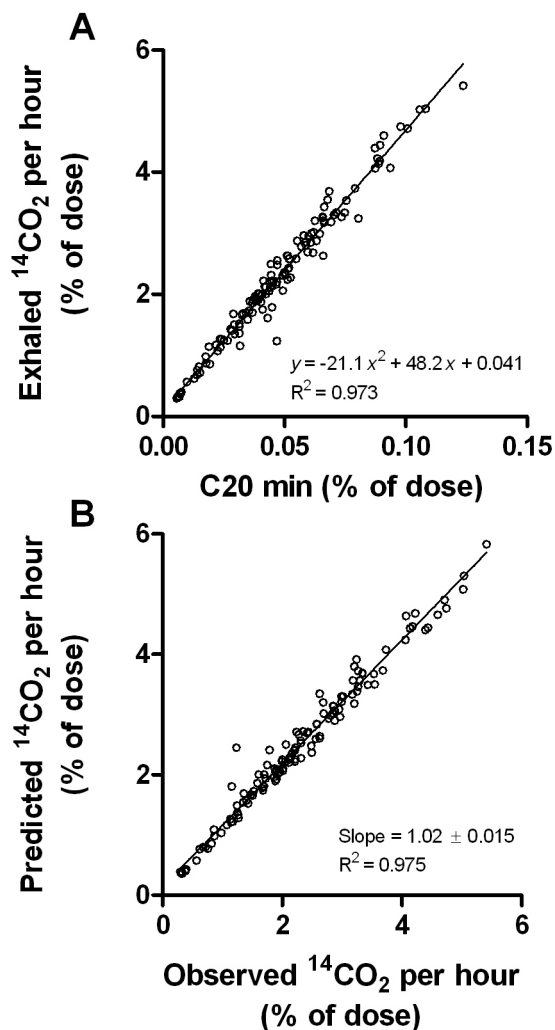 A
6
4
2
0
Exhaled ¹⁴CO₂ per hour
(% of dose)
y = -21.1 x² + 48.2 x + 0.041
R² = 0.973
0.00 0.05 0.10 0.15
C20 min (% of dose)
B
6
4
2
0
Predicted ¹⁴CO₂ per hour
(% of dose)
Slope = 1.02 ± 0.015
R² = 0.975
0 2 4 6
Observed ¹⁴CO₂ per hour
(% of dose)